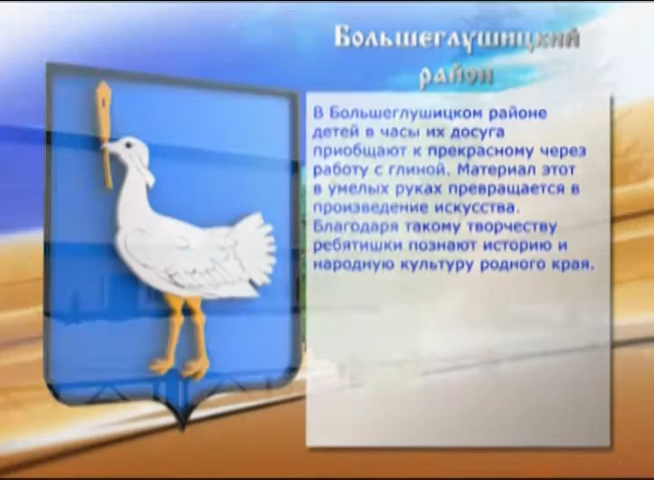 Большеглушицкий
район
В Большеглушицком районе
детей в часы их досуга
приобщают к прекрасному через
работу с глиной. Материал этот
в умелых руках превращается в
произведение искусства.
Благодаря такому творчеству
ребятишки познают историю и
народную культуру родного края.